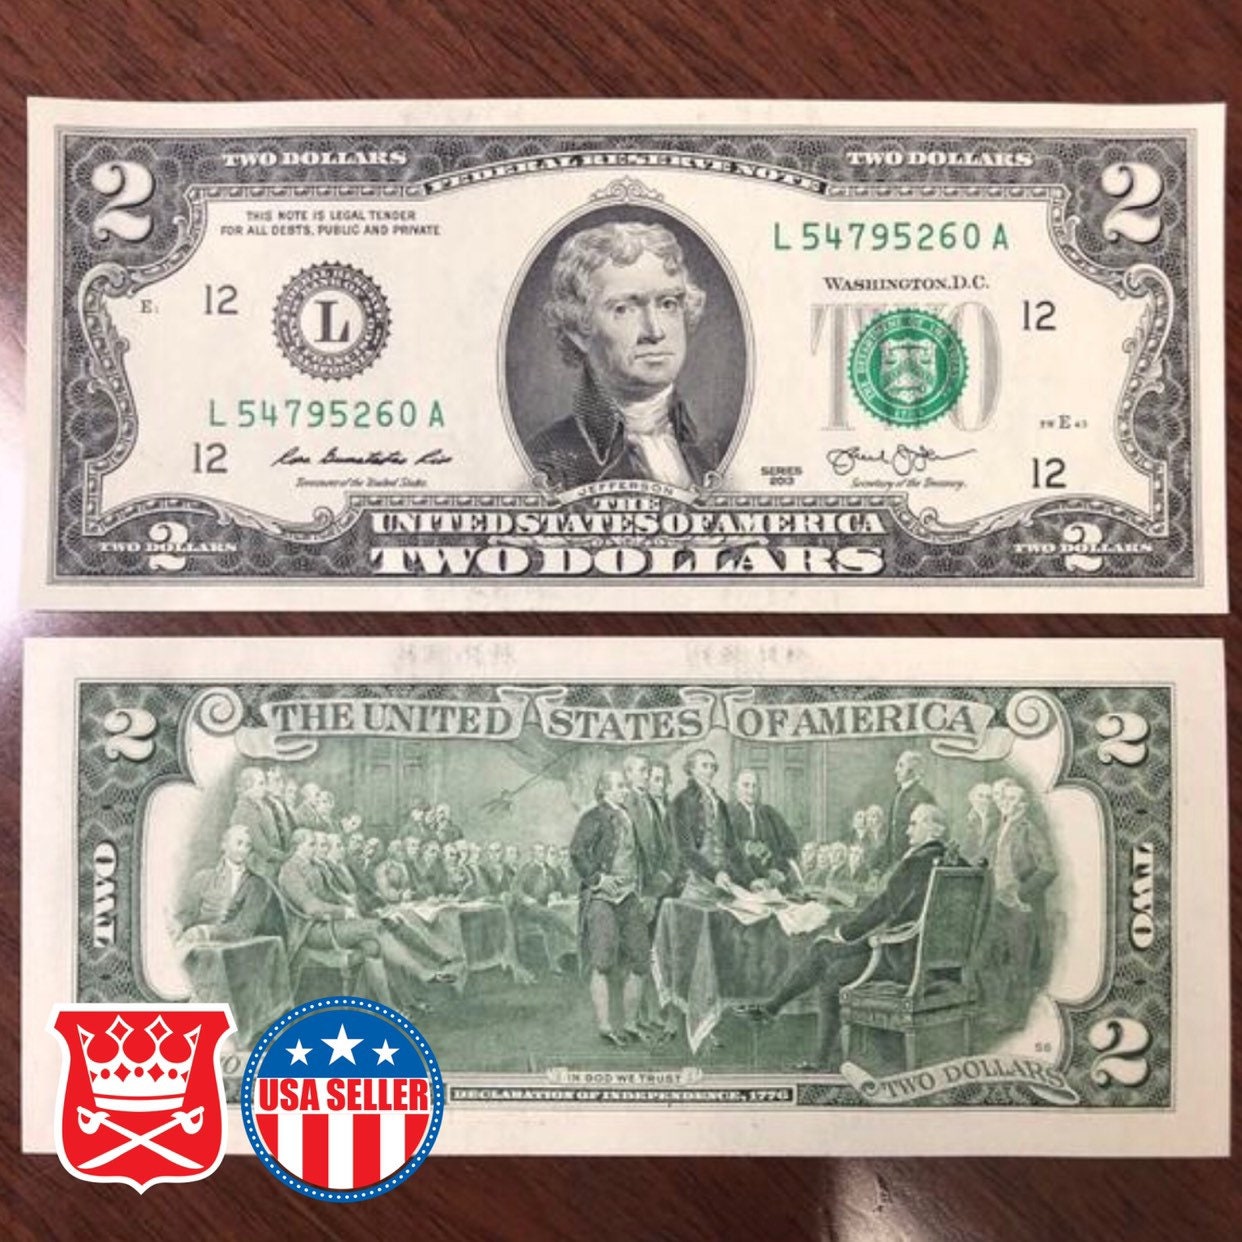 TWO DOLLARS
FEDERAL RESERVE NOTE
TWO DOLLARS
2
2
THIS NOTE IS LEGAL TENDER
FOR ALL DEBTS, PUBLIC AND PRIVATE
L 54795260 A
WASHINGTON, D.C.
E1
12
L
TWO
12
L 54795260 A
12
Treasurer of the United States.
SERIES
2013
Secretary of the Treasury.
12
JEFFERSON
THE
UNITED STATES OF AMERICA
TWO DOLLARS
2
TWO DOLLARS
2
TWO DOLLARS
2
THE UNITED STATES OF AMERICA
2
TWO
TWO
56
2
IN GOD WE TRUST
TWO DOLLARS
DECLARATION OF INDEPENDENCE, 1776
USA SELLER